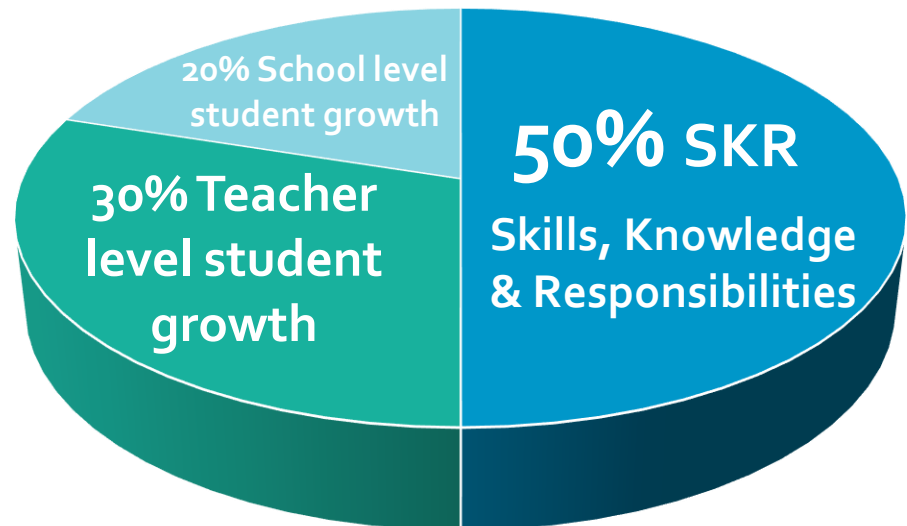 20% School level
student growth
50% SKR
Skills, Knowledge
& Responsibilities
30% Teacher
level student
growth